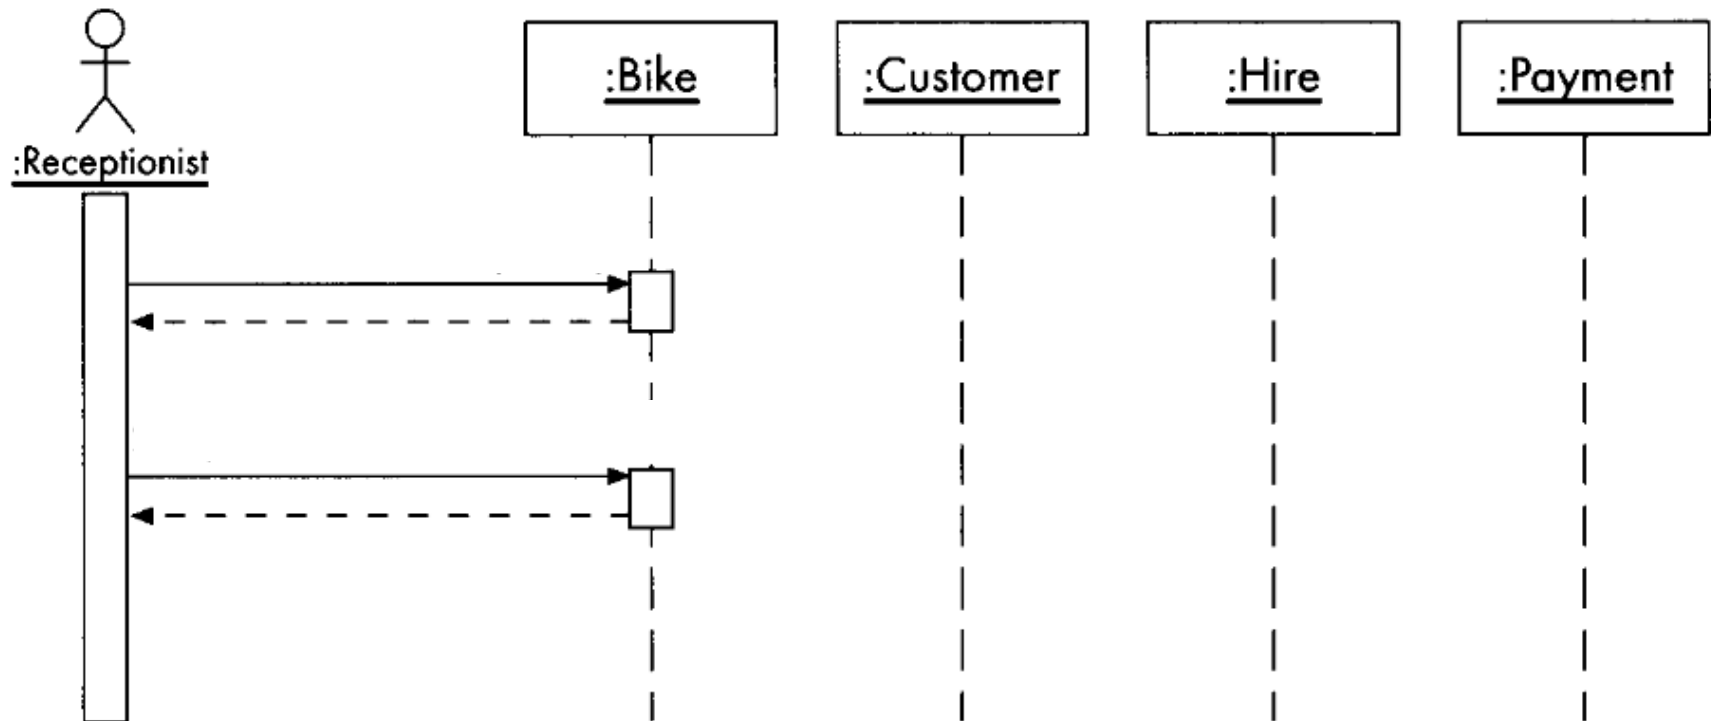 :Receptionist
:Bike
:Customer
:Hire
:Payment